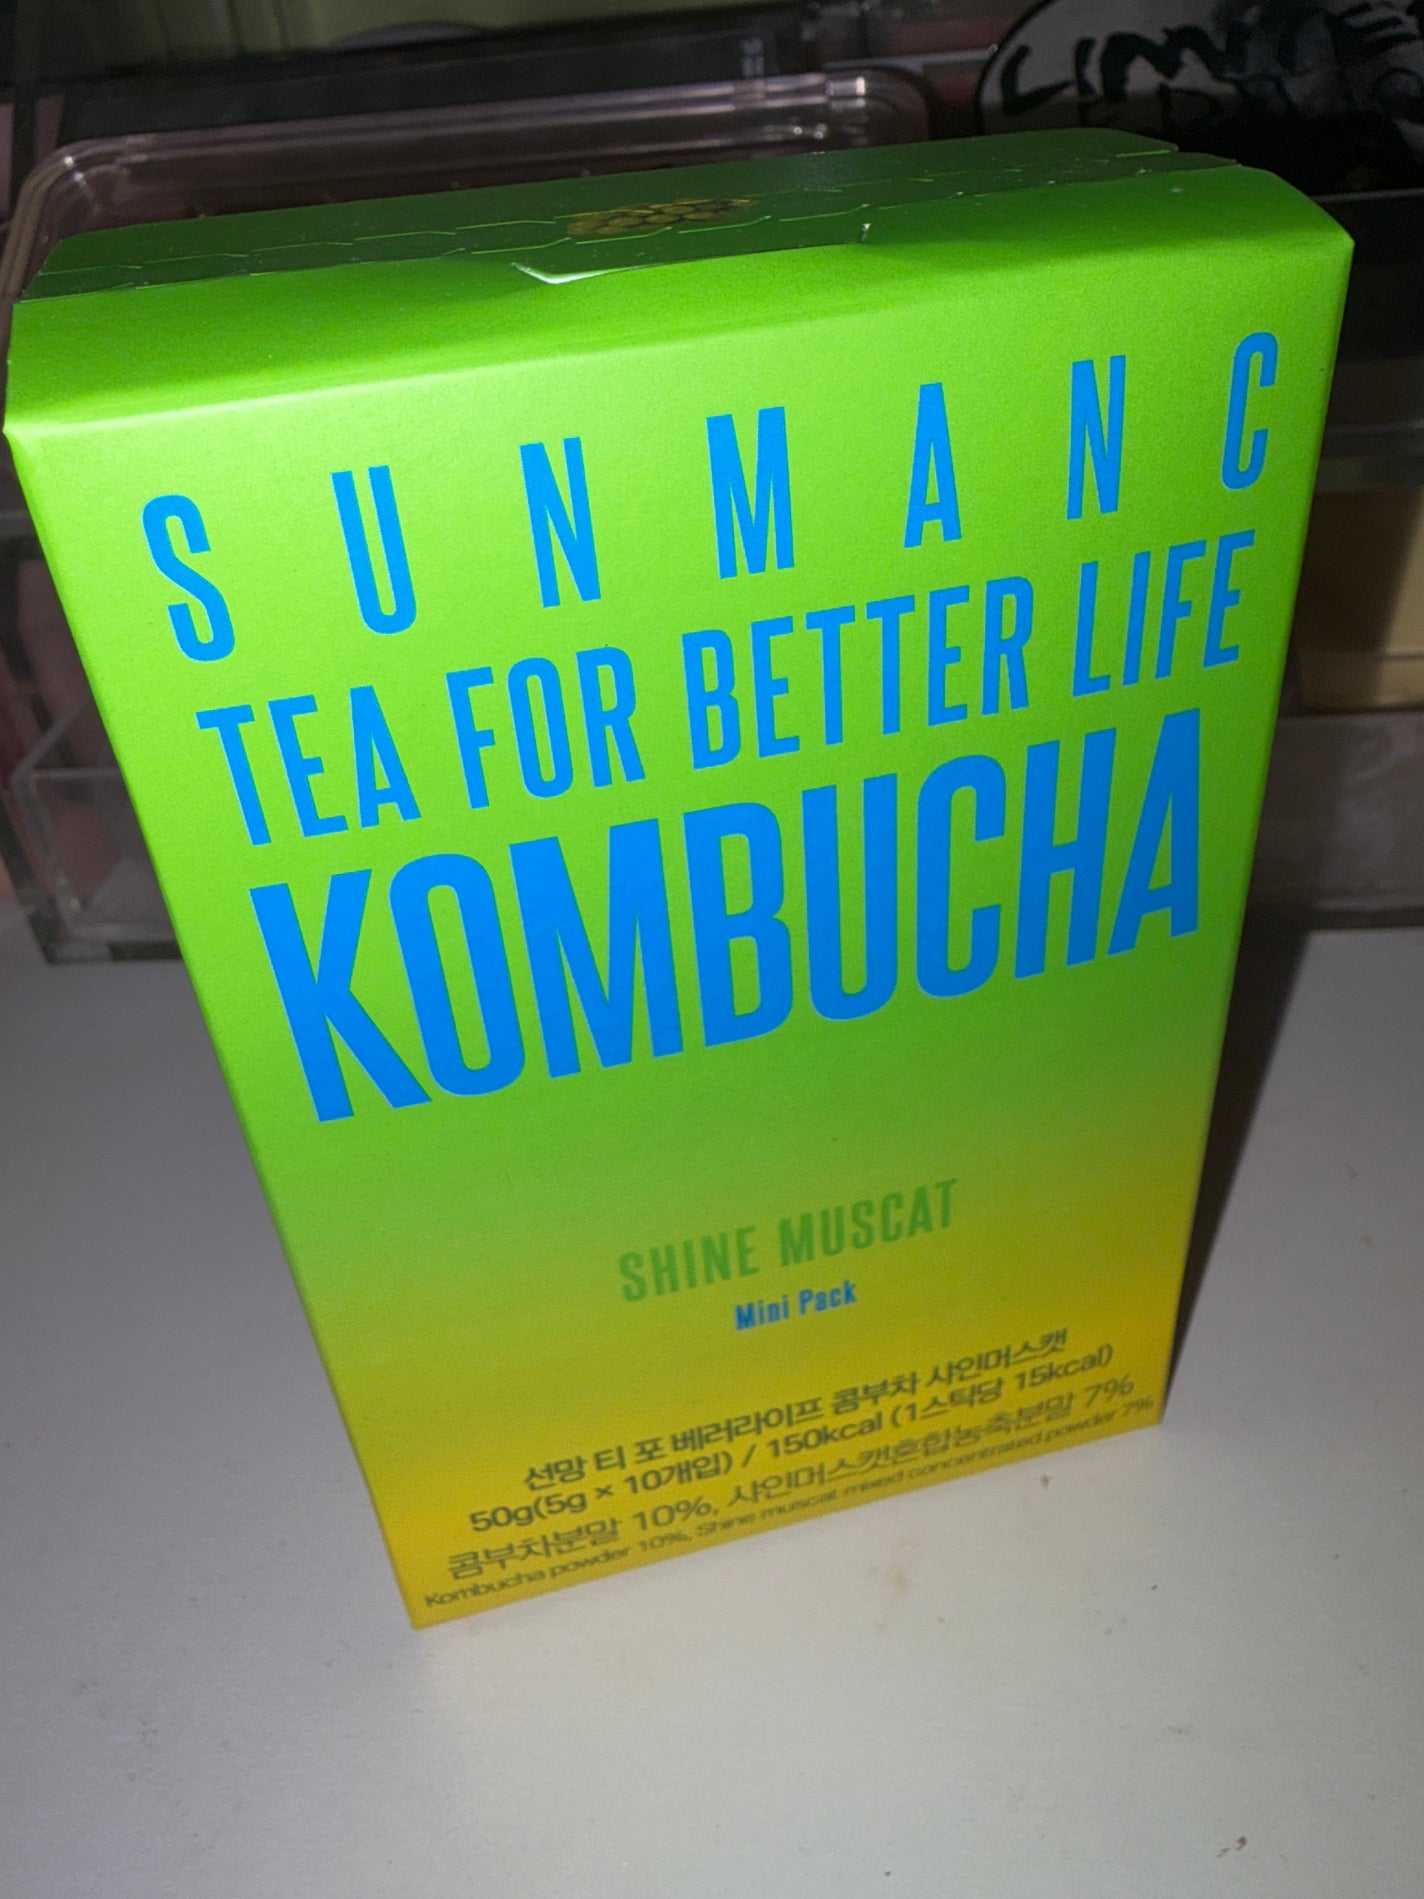 LIMITED
SUNMANC
TEA FOR BETTER LIFE
KOMBUCHA
SHINE MUSCAT
Mini Pack
선망 티 포 베러라이프 콤부차 샤인머스캣
50g(5g × 10개입) / 150kcal (1스틱당 15kcal)
콤부차분말 10%, 샤인머스캣혼합농축분말 7%
Kombucha powder 10%, Shine muscat mixed concentrated powder 7%